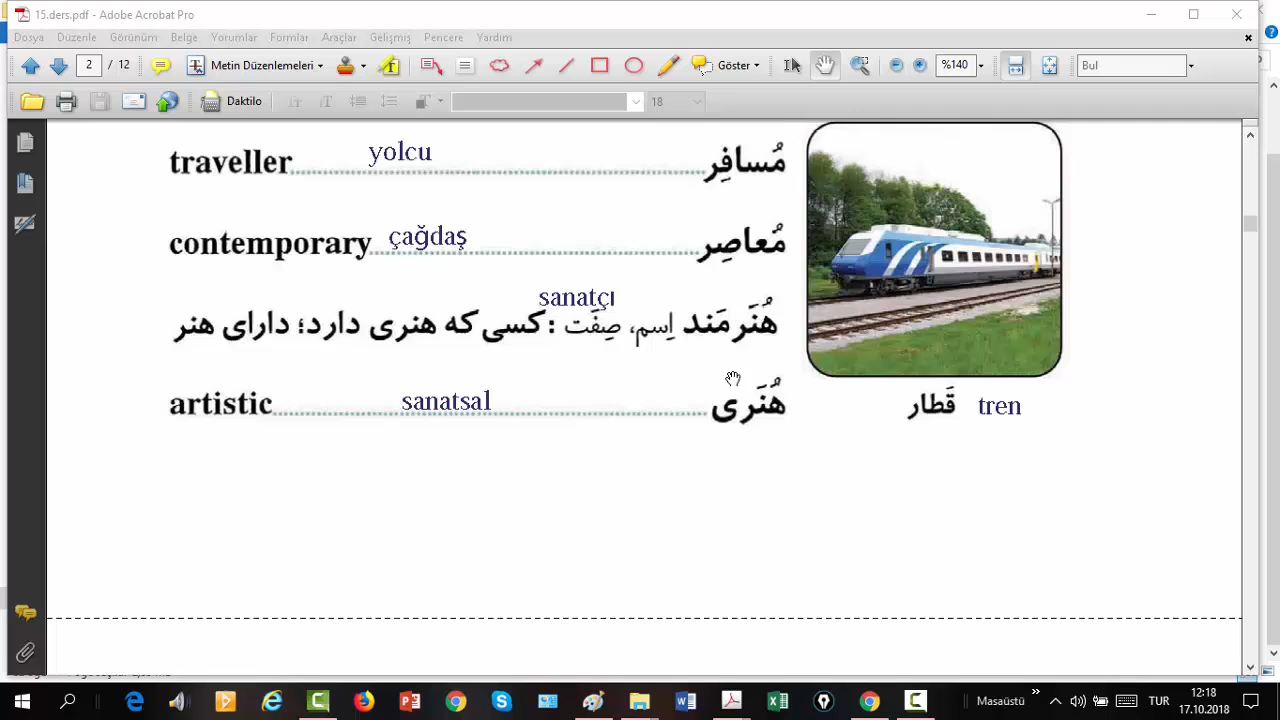 15.ders.pdf - Adobe Acrobat Pro
Dosya Düzenle Görünüm Belge Yorumlar Formlar Araçlar Gelişmiş Pencere Yardım
2 / 12 Metin Düzenlemeleri Göster %140 Bul
Daktilo 18
traveller yolcu مُسافِر
contemporary çağdaş مُعاصِر
sanatçı
هُنَرمَند اِسم، صِفَت : کسی که هنری دارد؛ دارای هنر
artistic sanatsal هُنَری
قَطار tren
Masaüstü TUR 12:18
17.10.2018